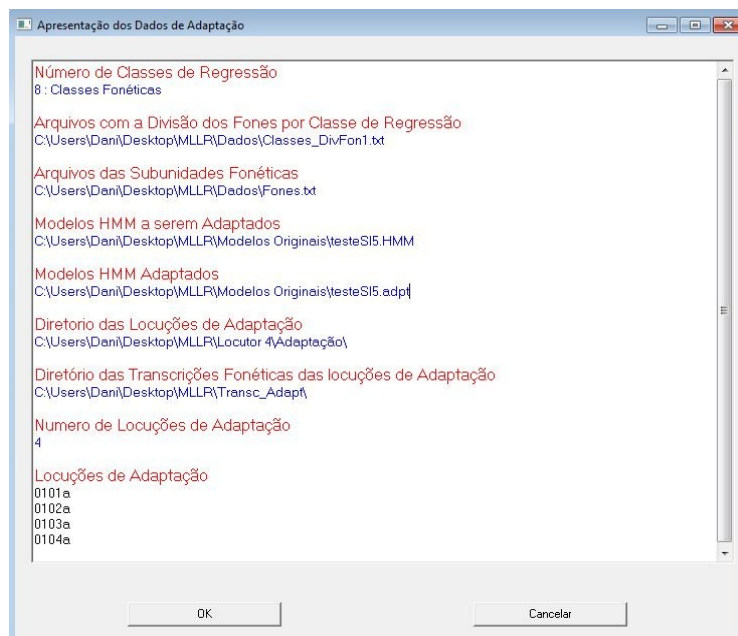 Apresentação dos Dados de Adaptação
Número de Classes de Regressão
8 : Classes Fonéticas
Arquivos com a Divisão dos Fones por Classe de Regressão
C:\Users\Dani\Desktop\MLLR\Dados\Classes_DivFon1.txt
Arquivos das Subunidades Fonéticas
C:\Users\Dani\Desktop\MLLR\Dados\Fones.txt
Modelos HMM a serem Adaptados
C:\Users\Dani\Desktop\MLLR\Modelos Originais\testeSI5.HMM
Modelos HMM Adaptados
C:\Users\Dani\Desktop\MLLR\Modelos Originais\testeSI5.adpt
Diretorio das Locuções de Adaptação
C:\Users\Dani\Desktop\MLLR\Locutor 4\Adaptação\
Diretório das Transcrições Fonéticas das locuções de Adaptação
C:\Users\Dani\Desktop\MLLR\Transc_Adapt\
Numero de Locuções de Adaptação
4
Locuções de Adaptação
0101a
0102a
0103a
0104a
OK Cancelar